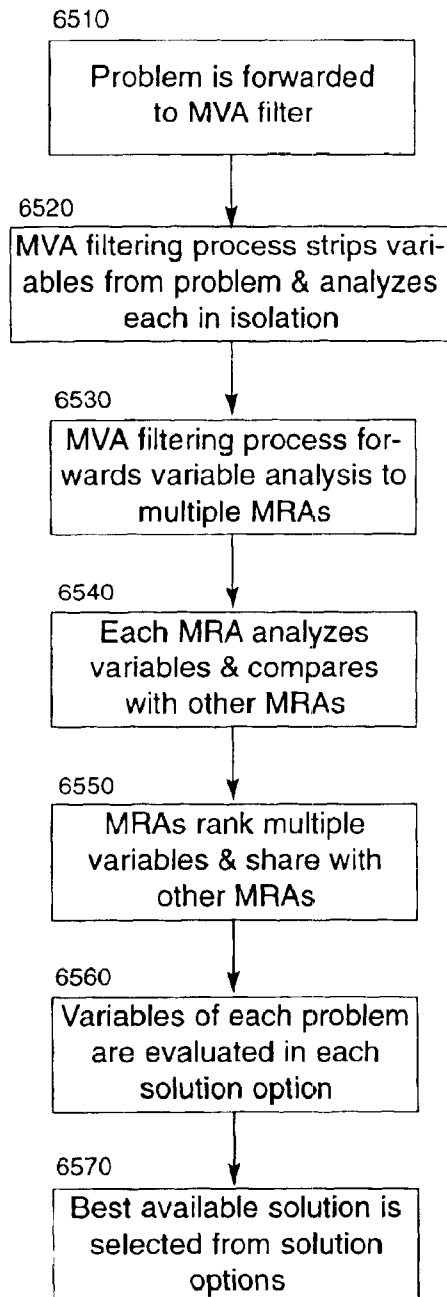 6510
Problem is forwarded
to MVA filter
6520
MVA filtering process strips vari-
ables from problem & analyzes
each in isolation
6530
MVA filtering process for-
wards variable analysis to
multiple MRAs
6540
Each MRA analyzes
variables & compares
with other MRAs
6550
MRAs rank multiple
variables & share with
other MRAs
6560
Variables of each problem
are evaluated in each
solution option
6570
Best available solution is
selected from solution
options